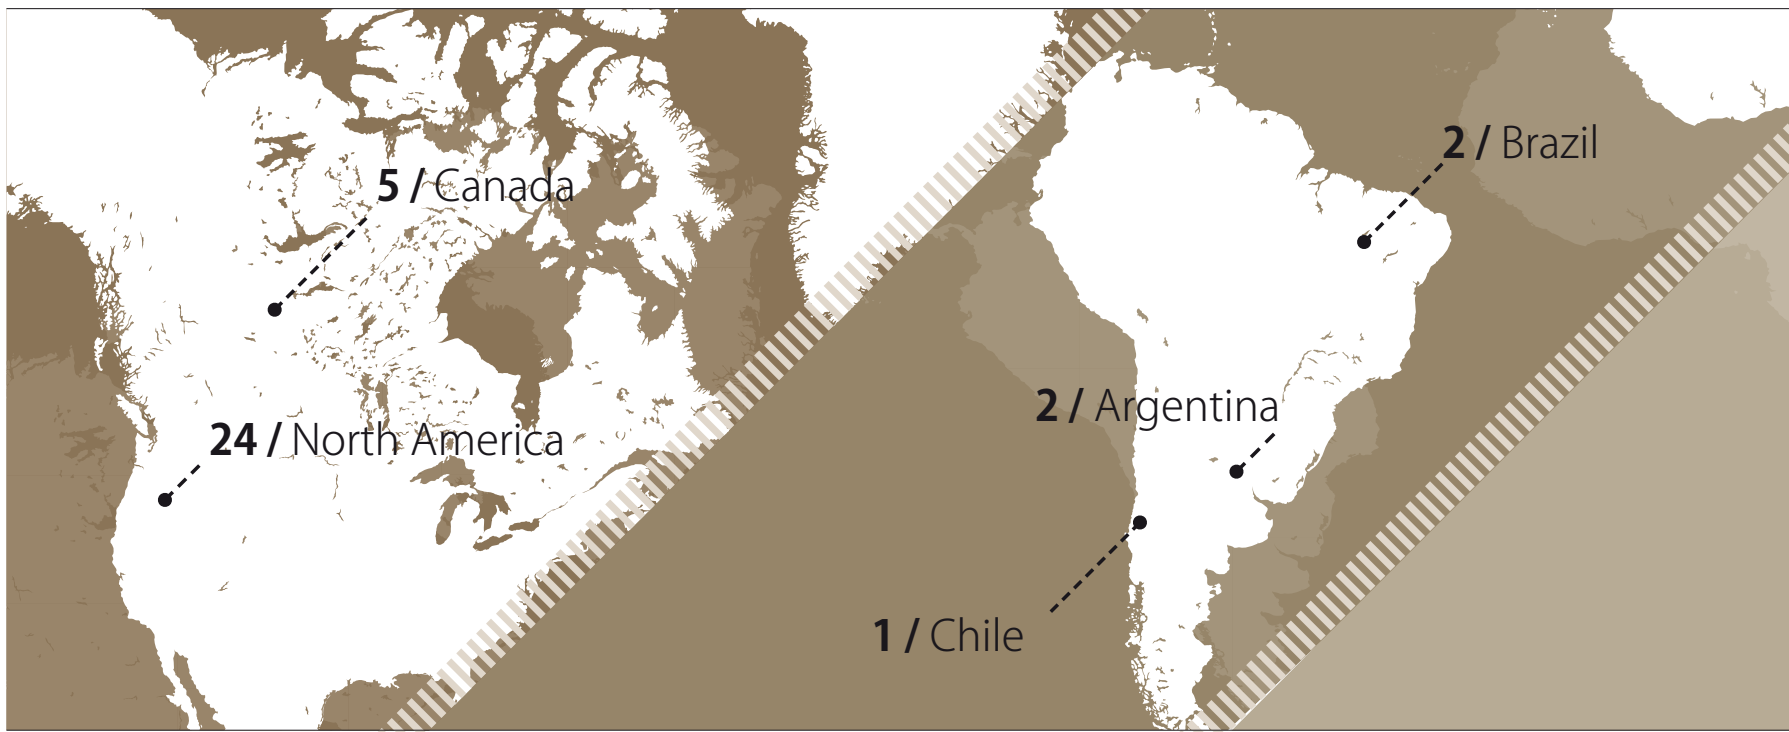 5 / Canada
24 / North America
2 / Brazil
2 / Argentina
1 / Chile